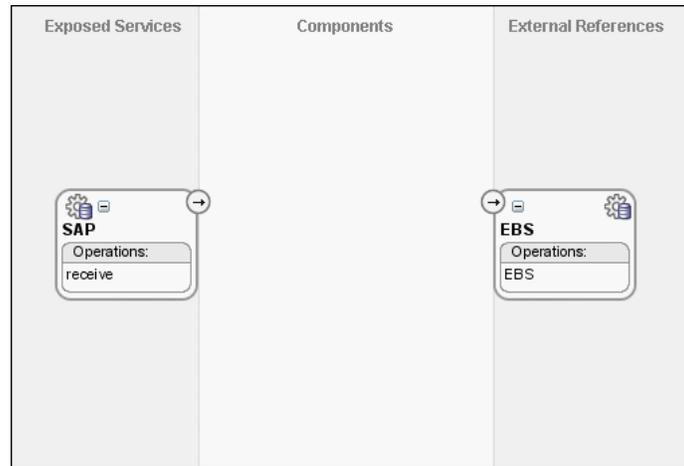 Exposed Services
Components
External References
SAP
Operations:
receive
EBS
Operations:
EBS